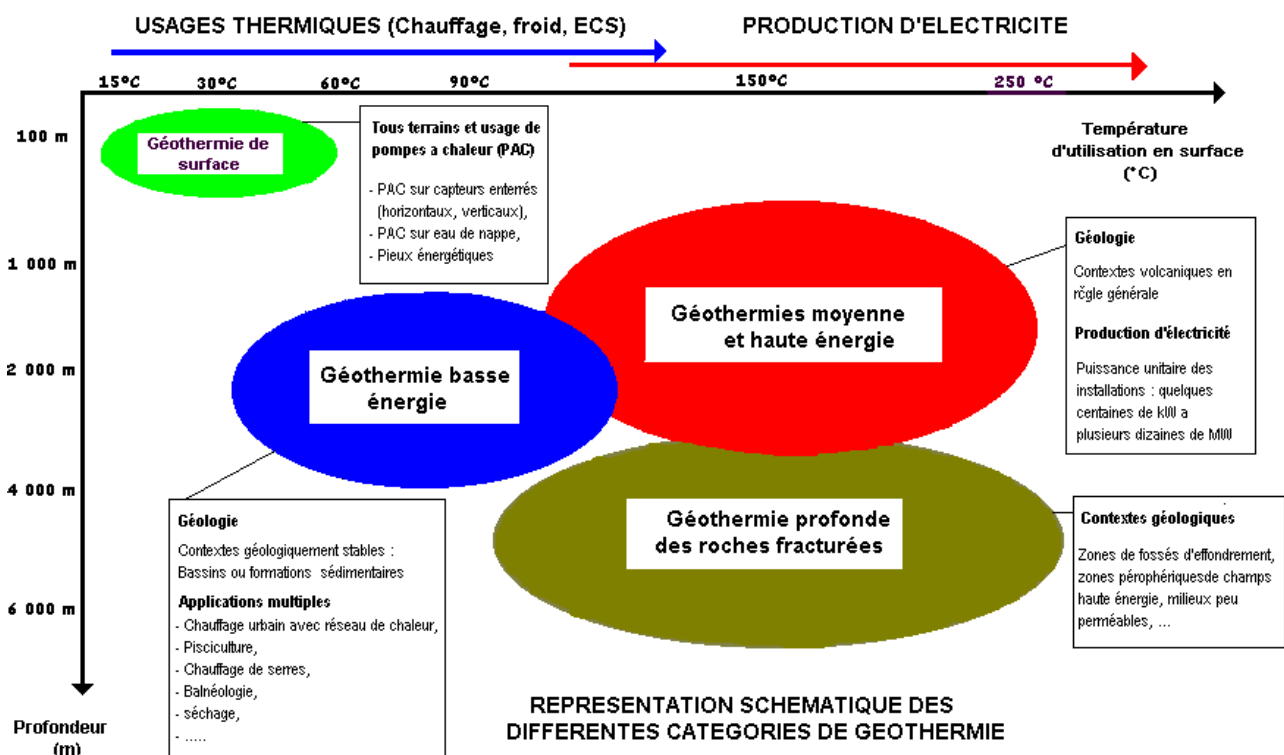 USAGES THERMIQUES (Chauffage, froid, ECS)
PRODUCTION D'ELECTRICITE
15°C
30°C
60°C
90°C
150°C
250 °C
Température
d'utilisation en surface
(°C)
100 m
1 000 m
2 000 m
4 000 m
6 000 m
Profondeur
(m)
Géothermie de
surface
Tous terrains et usage de
pompes a chaleur (PAC)
- PAC sur capteurs enterrés
(horizontaux, verticaux),
- PAC sur eau de nappe,
- Pieux énergétiques
Géothermies moyenne
et haute énergie
Géologie
Contextes volcaniques en
rčgle générale
Production d'électricité
Puissance unitaire des
installations : quelques
centaines de kW a
plusieurs dizaines de MW
Géothermie basse
énergie
Géologie
Contextes géologiquement stables :
Bassins ou formations sédimentaires
Applications multiples
- Chauffage urbain avec réseau de chaleur,
- Pisciculture,
- Chauffage de serres,
- Balnéologie,
- séchage,
- .....
Géothermie profonde
des roches fracturées
Contextes géologiques
Zones de fossés d'effondrement,
zones pérophériquesde champs
haute énergie, milieux peu
perméables, ...
REPRESENTATION SCHEMATIQUE DES
DIFFERENTES CATEGORIES DE GEOTHERMIE